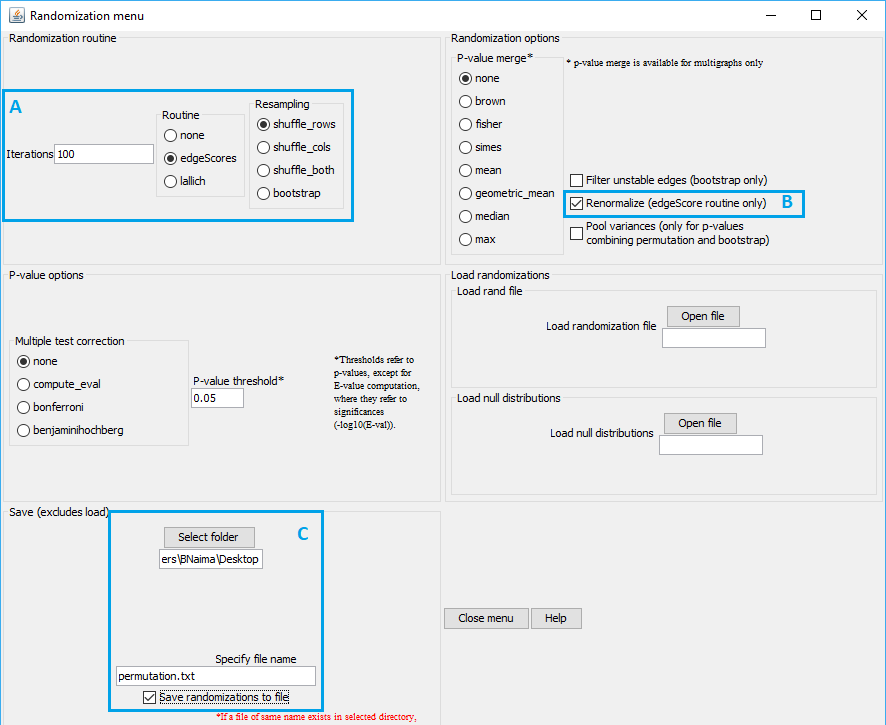 Randomization menu
Randomization routine
A
Iterations 100
Routine
none
edgeScores
lallich
Resampling
shuffle_rows
shuffle_cols
shuffle_both
bootstrap
Randomization options
P-value merge*
none
brown
fisher
simes
mean
geometric_mean
median
max
* p-value merge is available for multigraphs only
Filter unstable edges (bootstrap only)
Renormalize (edgeScore routine only) B
Pool variances (only for p-values
combining permutation and bootstrap)
P-value options
Multiple test correction
none
compute_eval
bonferroni
benjaminihochberg
P-value threshold*
0.05
*Thresholds refer to
p-values, except for
E-value computation,
where they refer to
significances
(-log10(E-val)).
Load randomizations
Load rand file
Load randomization file
Open file
Load null distributions
Load null distributions
Open file
Save (excludes load)
C
Select folder
ers\BNaima\Desktop
Specify file name
permutation.txt
Save randomizations to file
*If a file of same name exists in selected directory,
Close menu
Help